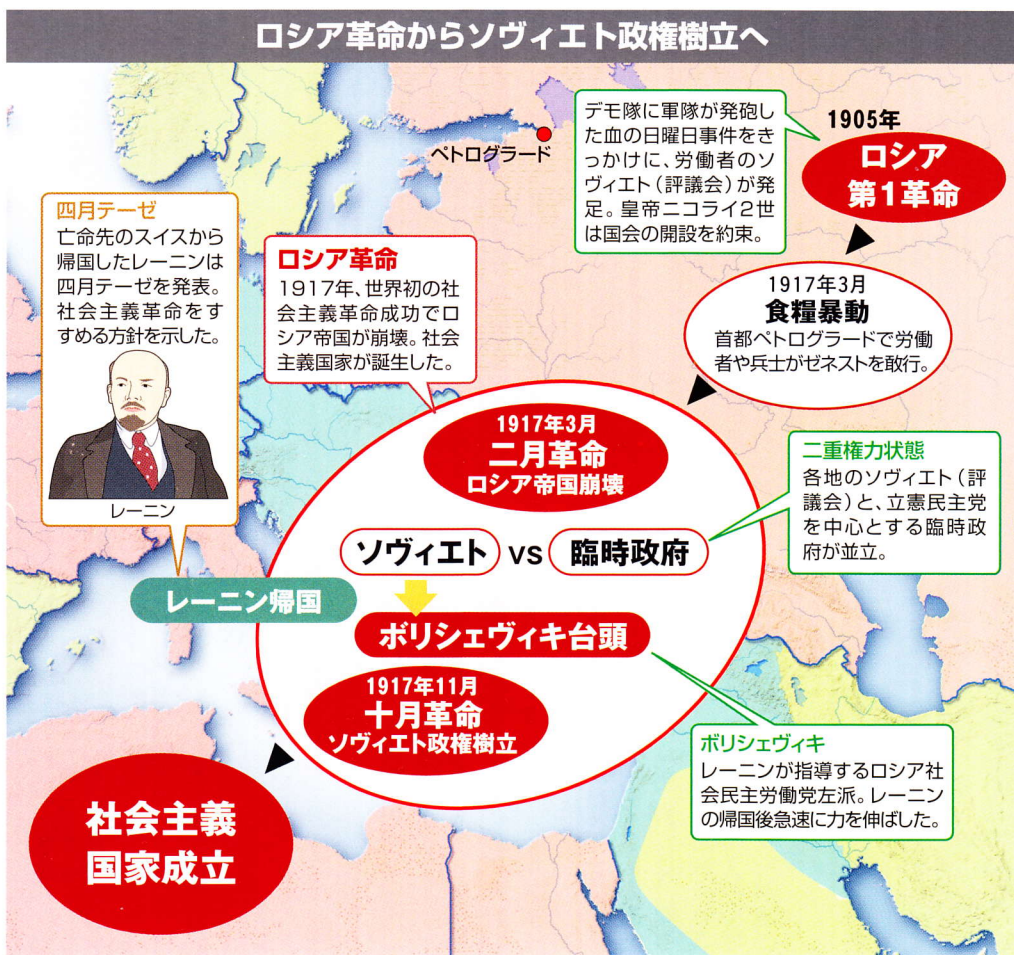 ロシア革命からソヴィエト政権樹立へ
ペトログラード
デモ隊に軍隊が発砲し
た血の日曜日事件をき
っかけに、労働者のソ
ヴィエト（評議会）が発
足。皇帝ニコライ2世
は国会の開設を約束。
1905年
ロシア
第1革命
四月テーゼ
亡命先のスイスから
帰国したレーニンは
四月テーゼを発表。
社会主義革命をす
すめる方針を示した。
レーニン
ロシア革命
1917年、世界初の社
会主義革命成功でロ
シア帝国が崩壊。社会
主義国家が誕生した。
1917年3月
食糧暴動
首都ペトログラードで労働
者や兵士がゼネストを敢行。
1917年3月
二月革命
ロシア帝国崩壊
二重権力状態
各地のソヴィエト（評
議会）と、立憲民主党
を中心とする臨時政
府が並立。
ソヴィエト vs 臨時政府
レーニン帰国
ボリシェヴィキ台頭
1917年11月
十月革命
ソヴィエト政権樹立
ボリシェヴィキ
レーニンが指導するロシア社
会民主労働党左派。レーニン
の帰国後急速に力を伸ばした。
社会主義
国家成立